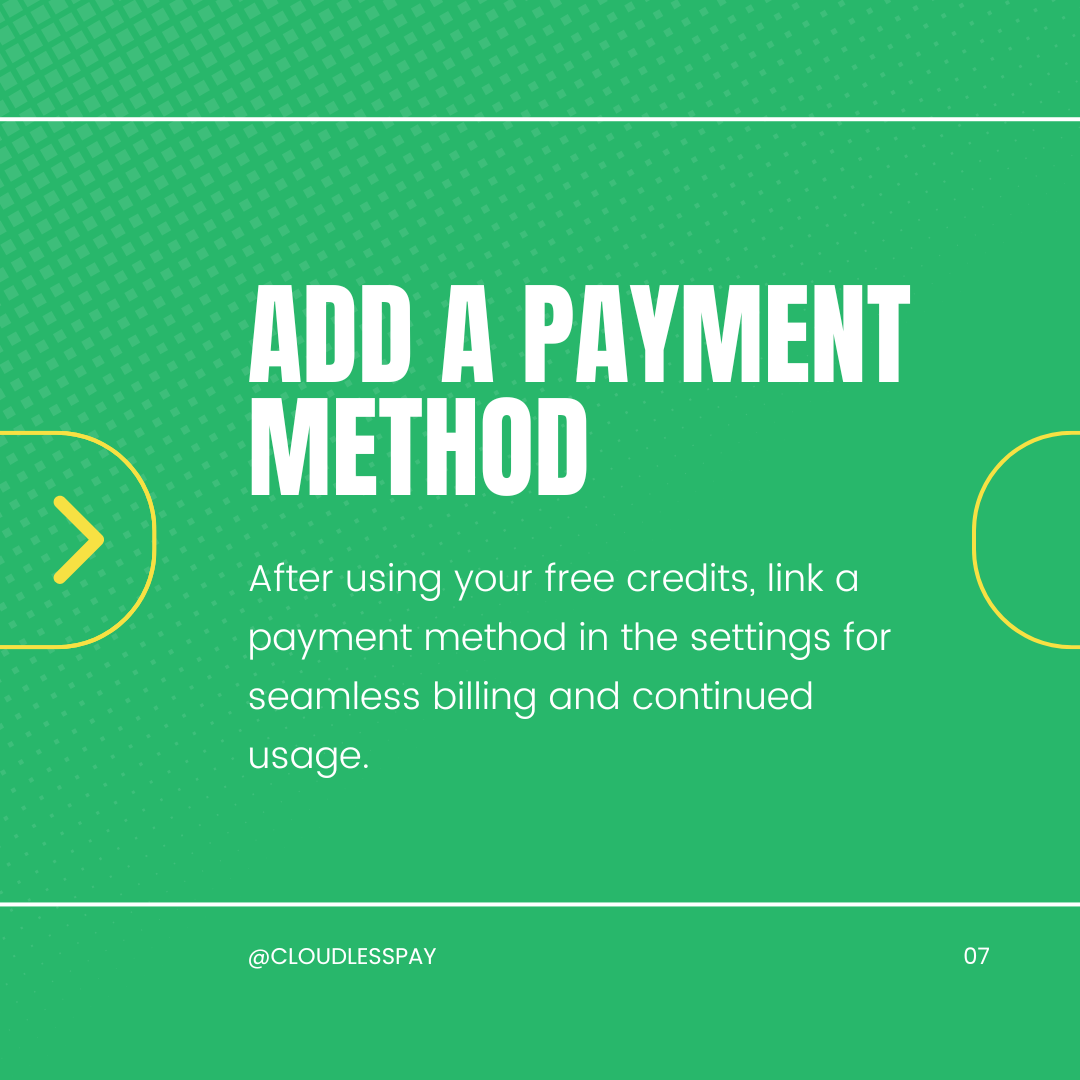 ADD A PAYMENT
METHOD
After using your free credits, link a
payment method in the settings for
seamless billing and continued
usage.
@CLOUDLESSPAY
07